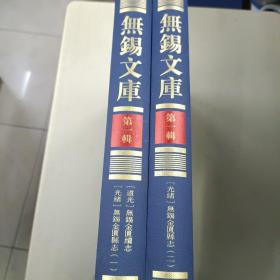 無錫文庫
第一輯
［道光］無錫金匱續志
［光緒］無錫金匱縣志（一）
無錫文庫
第一輯
［光緒］無錫金匱縣志（二）